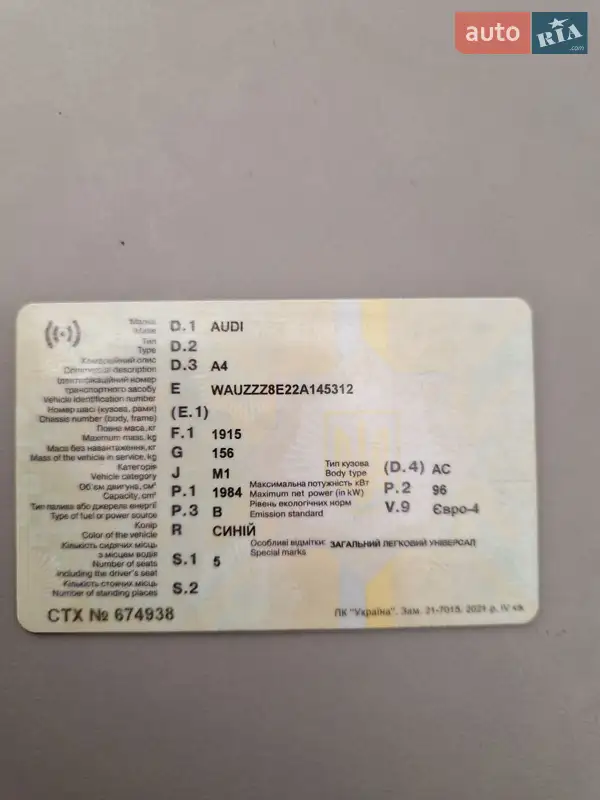 auto RIA .com
Марка D.1 AUDI
Make
Тип D.2
Type
Комерційний опис D.3 A4
Commercial description
Ідентифікаційний номер E WAUZZZ8E22A145312
транспортного засобу
Vehicle identification number
Номер шасі (кузова, рами) (E.1)
Chassis number (body, frame)
Повна маса, кг F.1 1915
Maximum mass, kg
Маса без навантаження, кг G 156
Mass of the vehicle in service, kg
Категорія J M1 Тип кузова (D.4) AC
Vehicle category Body type
Об'єм двигуна, см³ P.1 1984 Максимальна потужність кВт P.2 96
Capacity, cm³ Maximum net power (in kW)
Тип палива або джерела енергії P.3 B Рівень екологічних норм V.9 Євро-4
Type of fuel or power source Emission standard
Колір R СИНІЙ
Color of the vehicle
Особливі відмітки: ЗАГАЛЬНИЙ ЛЕГКОВИЙ УНІВЕРСАЛ
Special marks
Кількість сидячих місць S.1 5
з місцем водія
Number of seats
including the driver's seat
Кількість стоячих місць S.2
Number of standing places
СТХ № 674938
ПК "Україна". Зам. 21-7015. 2021 р. IV кв.